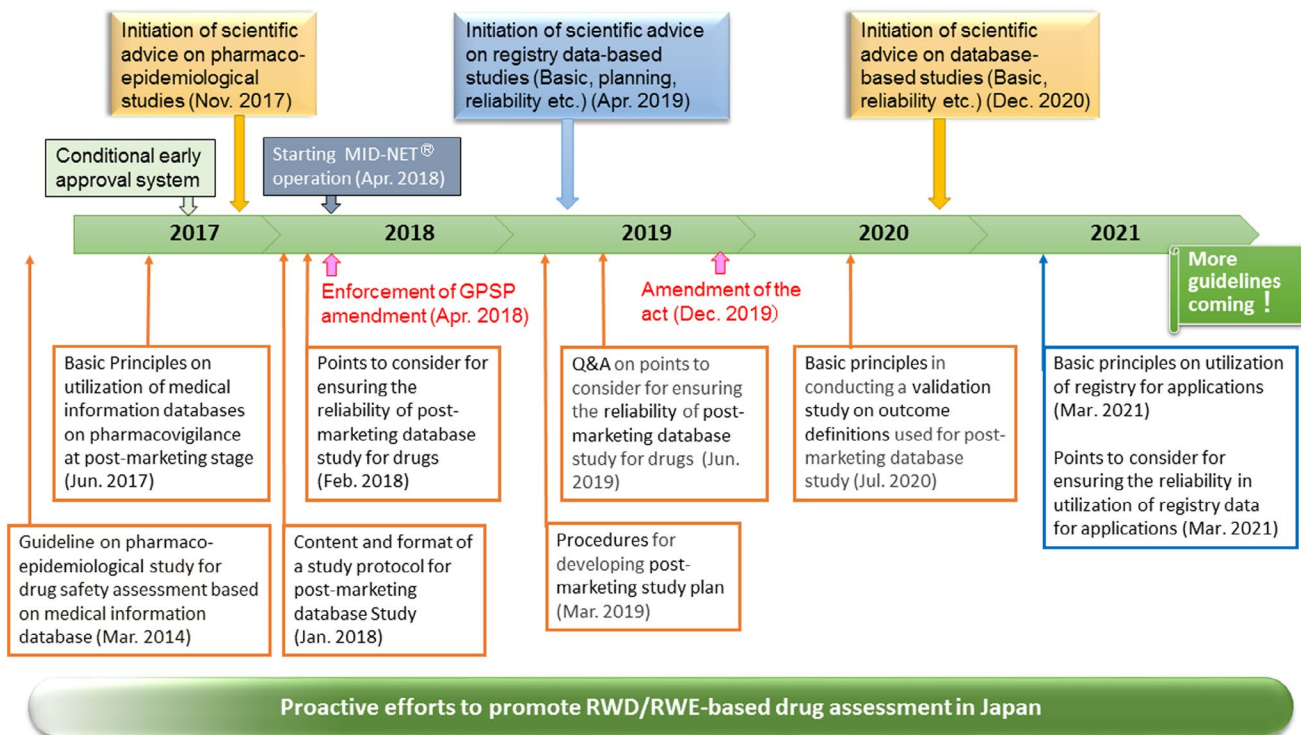 Initiation of scientific
advice on pharmaco-
epidemiological
studies (Nov. 2017)
Initiation of scientific advice
on registry data-based
studies (Basic, planning,
reliability etc.) (Apr. 2019)
Initiation of scientific
advice on database-
based studies (Basic,
reliability etc.) (Dec. 2020)
Conditional early
approval system
Starting MID-NET®
operation (Apr. 2018)
2017
2018
2019
2020
2021
More
guidelines
coming !
Enforcement of GPSP
amendment (Apr. 2018)
Amendment of the
act (Dec. 2019)
Basic Principles on
utilization of medical
information databases
on pharmacovigilance
at post-marketing stage
(Jun. 2017)
Points to consider for
ensuring the
reliability of post-
marketing database
study for drugs
(Feb. 2018)
Q&A on points to
consider for ensuring
the reliability of post-
marketing database
study for drugs (Jun.
2019)
Basic principles in
conducting a validation
study on outcome
definitions used for post-
marketing database
study (Jul. 2020)
Basic principles on utilization
of registry for applications
(Mar. 2021)
Points to consider for
ensuring the reliability in
utilization of registry data
for applications (Mar. 2021)
Guideline on pharmaco-
epidemiological study for
drug safety assessment based
on medical information
database (Mar. 2014)
Content and format of
a study protocol for
post-marketing
database Study
(Jan. 2018)
Procedures for
developing post-
marketing study plan
(Mar. 2019)
Proactive efforts to promote RWD/RWE-based drug assessment in Japan